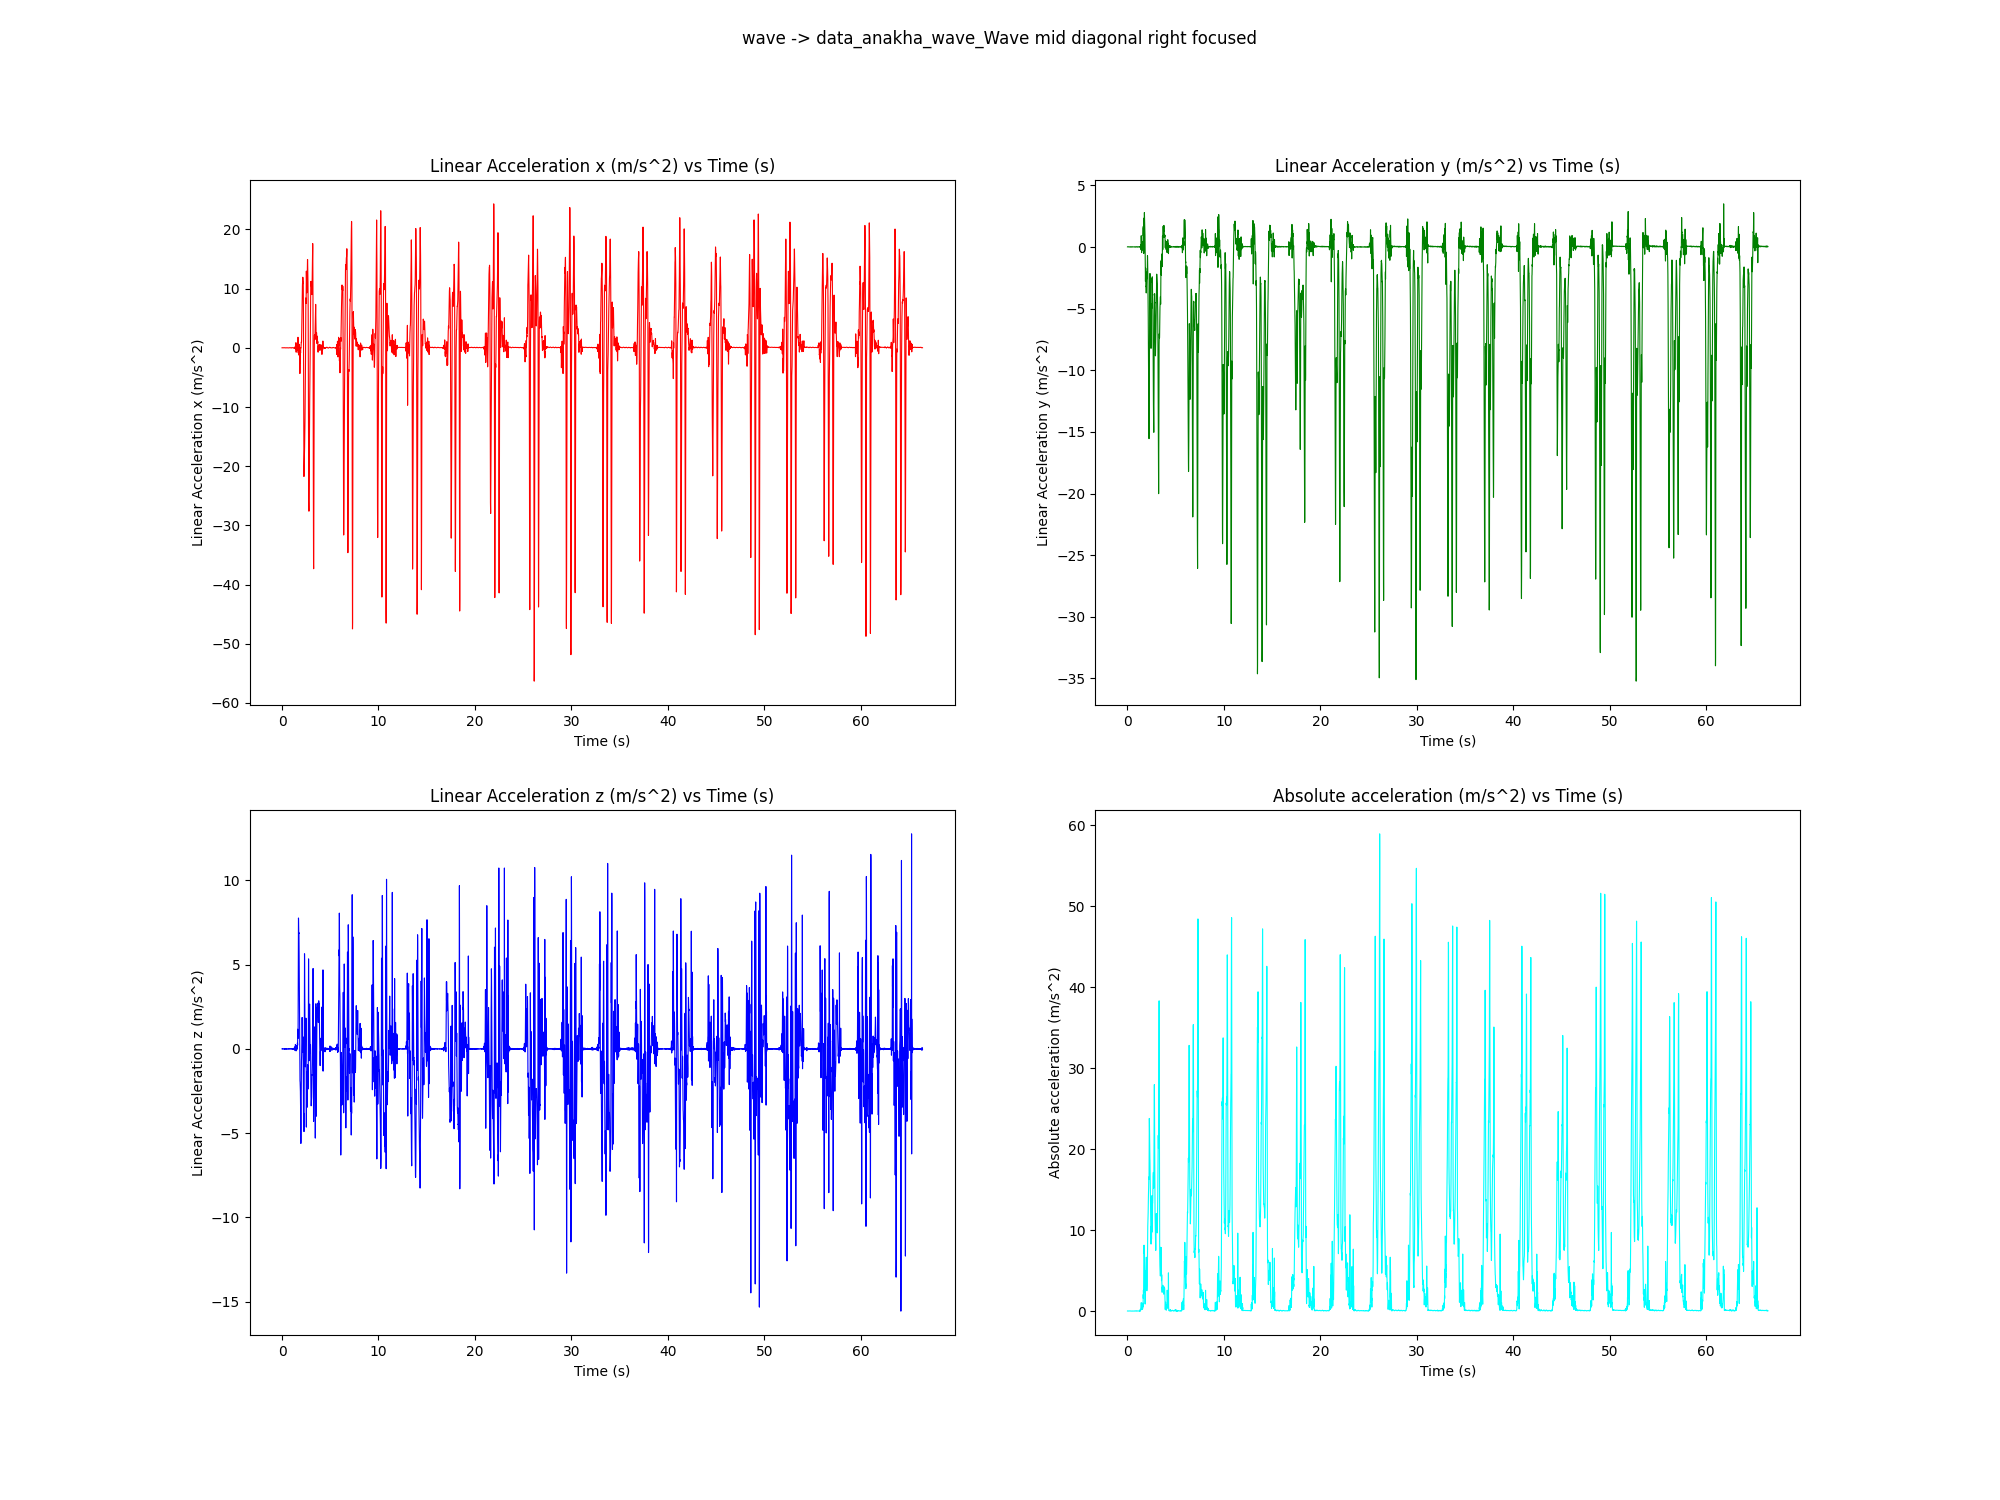 wave -> data_anakha_wave_Wave mid diagonal right focused
Linear Acceleration x (m/s^2) vs Time (s)
Linear Acceleration x (m/s^2)
20
10
0
−10
−20
−30
−40
−50
−60
0 10 20 30 40 50 60
Time (s)
Linear Acceleration y (m/s^2) vs Time (s)
Linear Acceleration y (m/s^2)
5
0
−5
−10
−15
−20
−25
−30
−35
0 10 20 30 40 50 60
Time (s)
Linear Acceleration z (m/s^2) vs Time (s)
Linear Acceleration z (m/s^2)
10
5
0
−5
−10
−15
0 10 20 30 40 50 60
Time (s)
Absolute acceleration (m/s^2) vs Time (s)
Absolute acceleration (m/s^2)
60
50
40
30
20
10
0
0 10 20 30 40 50 60
Time (s)